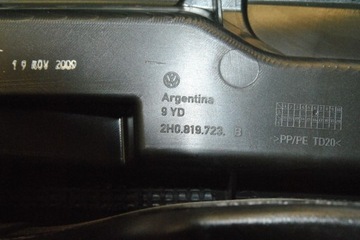 19 NOV 2009
Argentina
9 YD
2H0.819.723. B
>PP/PE TD20<